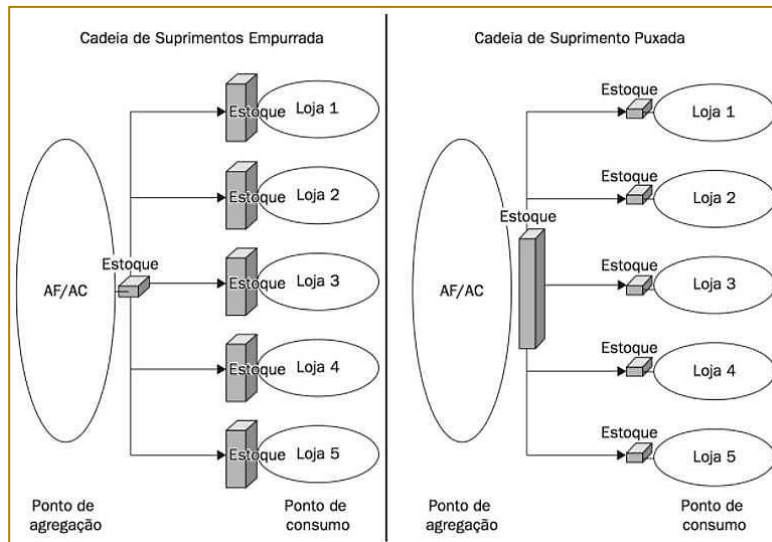 Cadeia de Suprimentos Empurrada
Estoque
Loja 1
Estoque
Loja 2
Estoque
AF/AC
Estoque
Loja 3
Estoque
Loja 4
Estoque
Loja 5
Ponto de
agregação
Ponto de
consumo
Cadeia de Suprimento Puxada
Estoque
Loja 1
Estoque
Loja 2
Estoque
AF/AC
Estoque
Loja 3
Estoque
Loja 4
Estoque
Loja 5
Ponto de
agregação
Ponto de
consumo